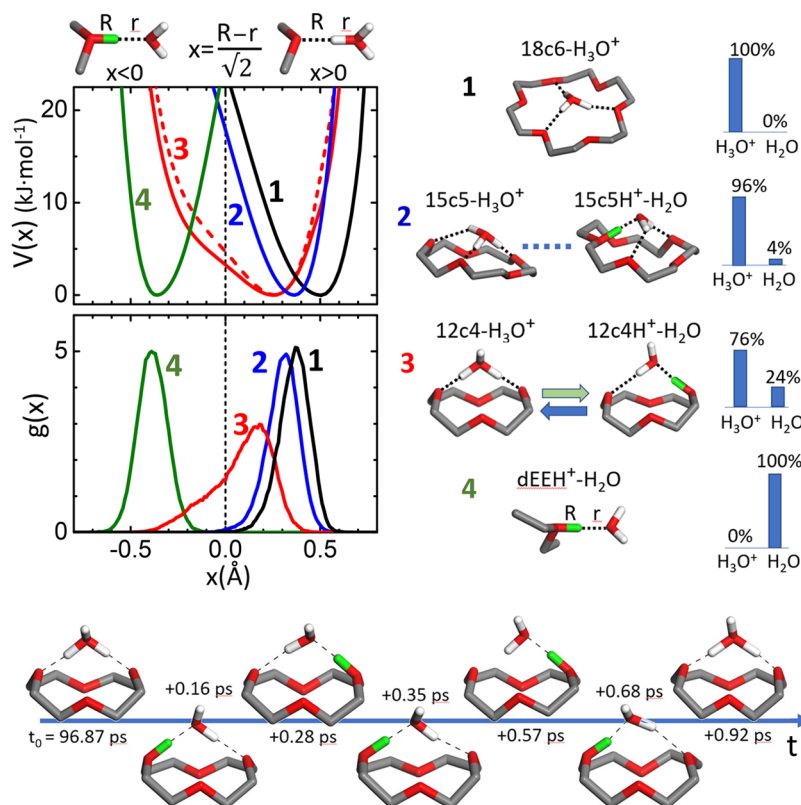 R r
x= R−r / √2
R r
x<0 x>0
V(x) (kJ·mol⁻¹)
20
10
0
4 3 2 1
g(x)
5
0
4 3 2 1
-0.5 0.0 0.5
x(Å)
1
18c6-H₃O⁺
100%
0%
H₃O⁺ H₂O
2
15c5-H₃O⁺ 15c5H⁺-H₂O
96%
4%
H₃O⁺ H₂O
3
12c4-H₃O⁺ 12c4H⁺-H₂O
76%
24%
H₃O⁺ H₂O
4
dEEH⁺-H₂O
R r
100%
0%
H₃O⁺ H₂O
+0.16 ps +0.35 ps +0.68 ps
t₀ = 96.87 ps +0.28 ps +0.57 ps +0.92 ps
t